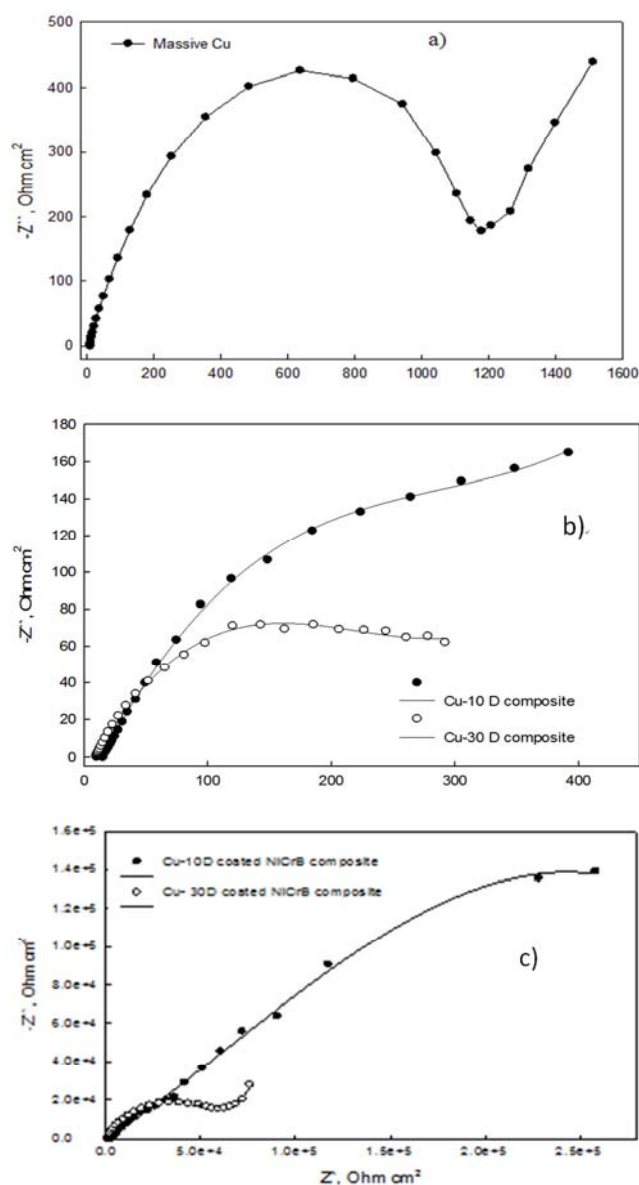 500
Massive Cu
a)
400
300
200
100
0
-Z``, Ohm cm²
0 200 400 600 800 1000 1200 1400 1600
180
160
140
120
100
80
60
40
20
0
-Z``, Ohm cm²
b)
Cu-10 D composite
Cu-30 D composite
0 100 200 300 400
1.6e+5
1.4e+5
1.2e+5
1.0e+5
8.0e+4
6.0e+4
4.0e+4
2.0e+4
0.0
-Z``, Ohm cm²
Cu-10D coated NiCrB composite
Cu- 30D coated NiCrB composite
c)
0.0 5.0e+4 1.0e+5 1.5e+5 2.0e+5 2.5e+5
Z`, Ohm cm²